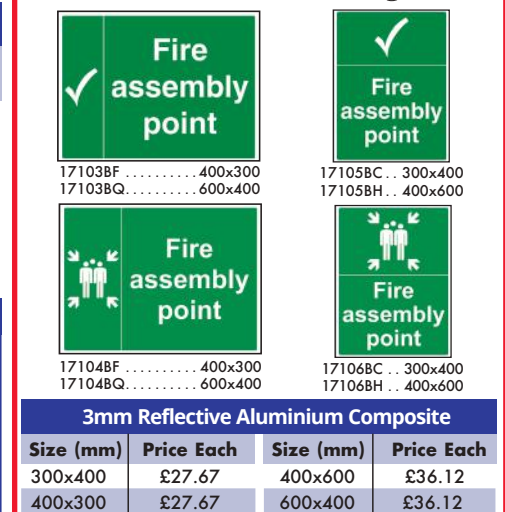 Fire
assembly
point
17103BF .......... 400x300
17103BQ.......... 600x400
Fire
assembly
point
17105BC .. 300x400
17105BH .. 400x600
Fire
assembly
point
17104BF .......... 400x300
17104BQ.......... 600x400
Fire
assembly
point
17106BC .. 300x400
17106BH .. 400x600
3mm Reflective Aluminium Composite
Size (mm) Price Each Size (mm) Price Each
300x400 £27.67 400x600 £36.12
400x300 £27.67 600x400 £36.12